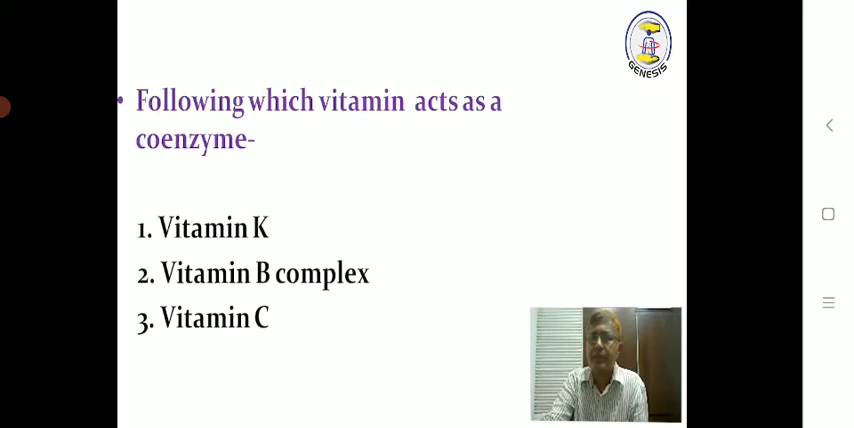 GENESIS
• Following which vitamin acts as a
coenzyme-
1. Vitamin K
2. Vitamin B complex
3. Vitamin C